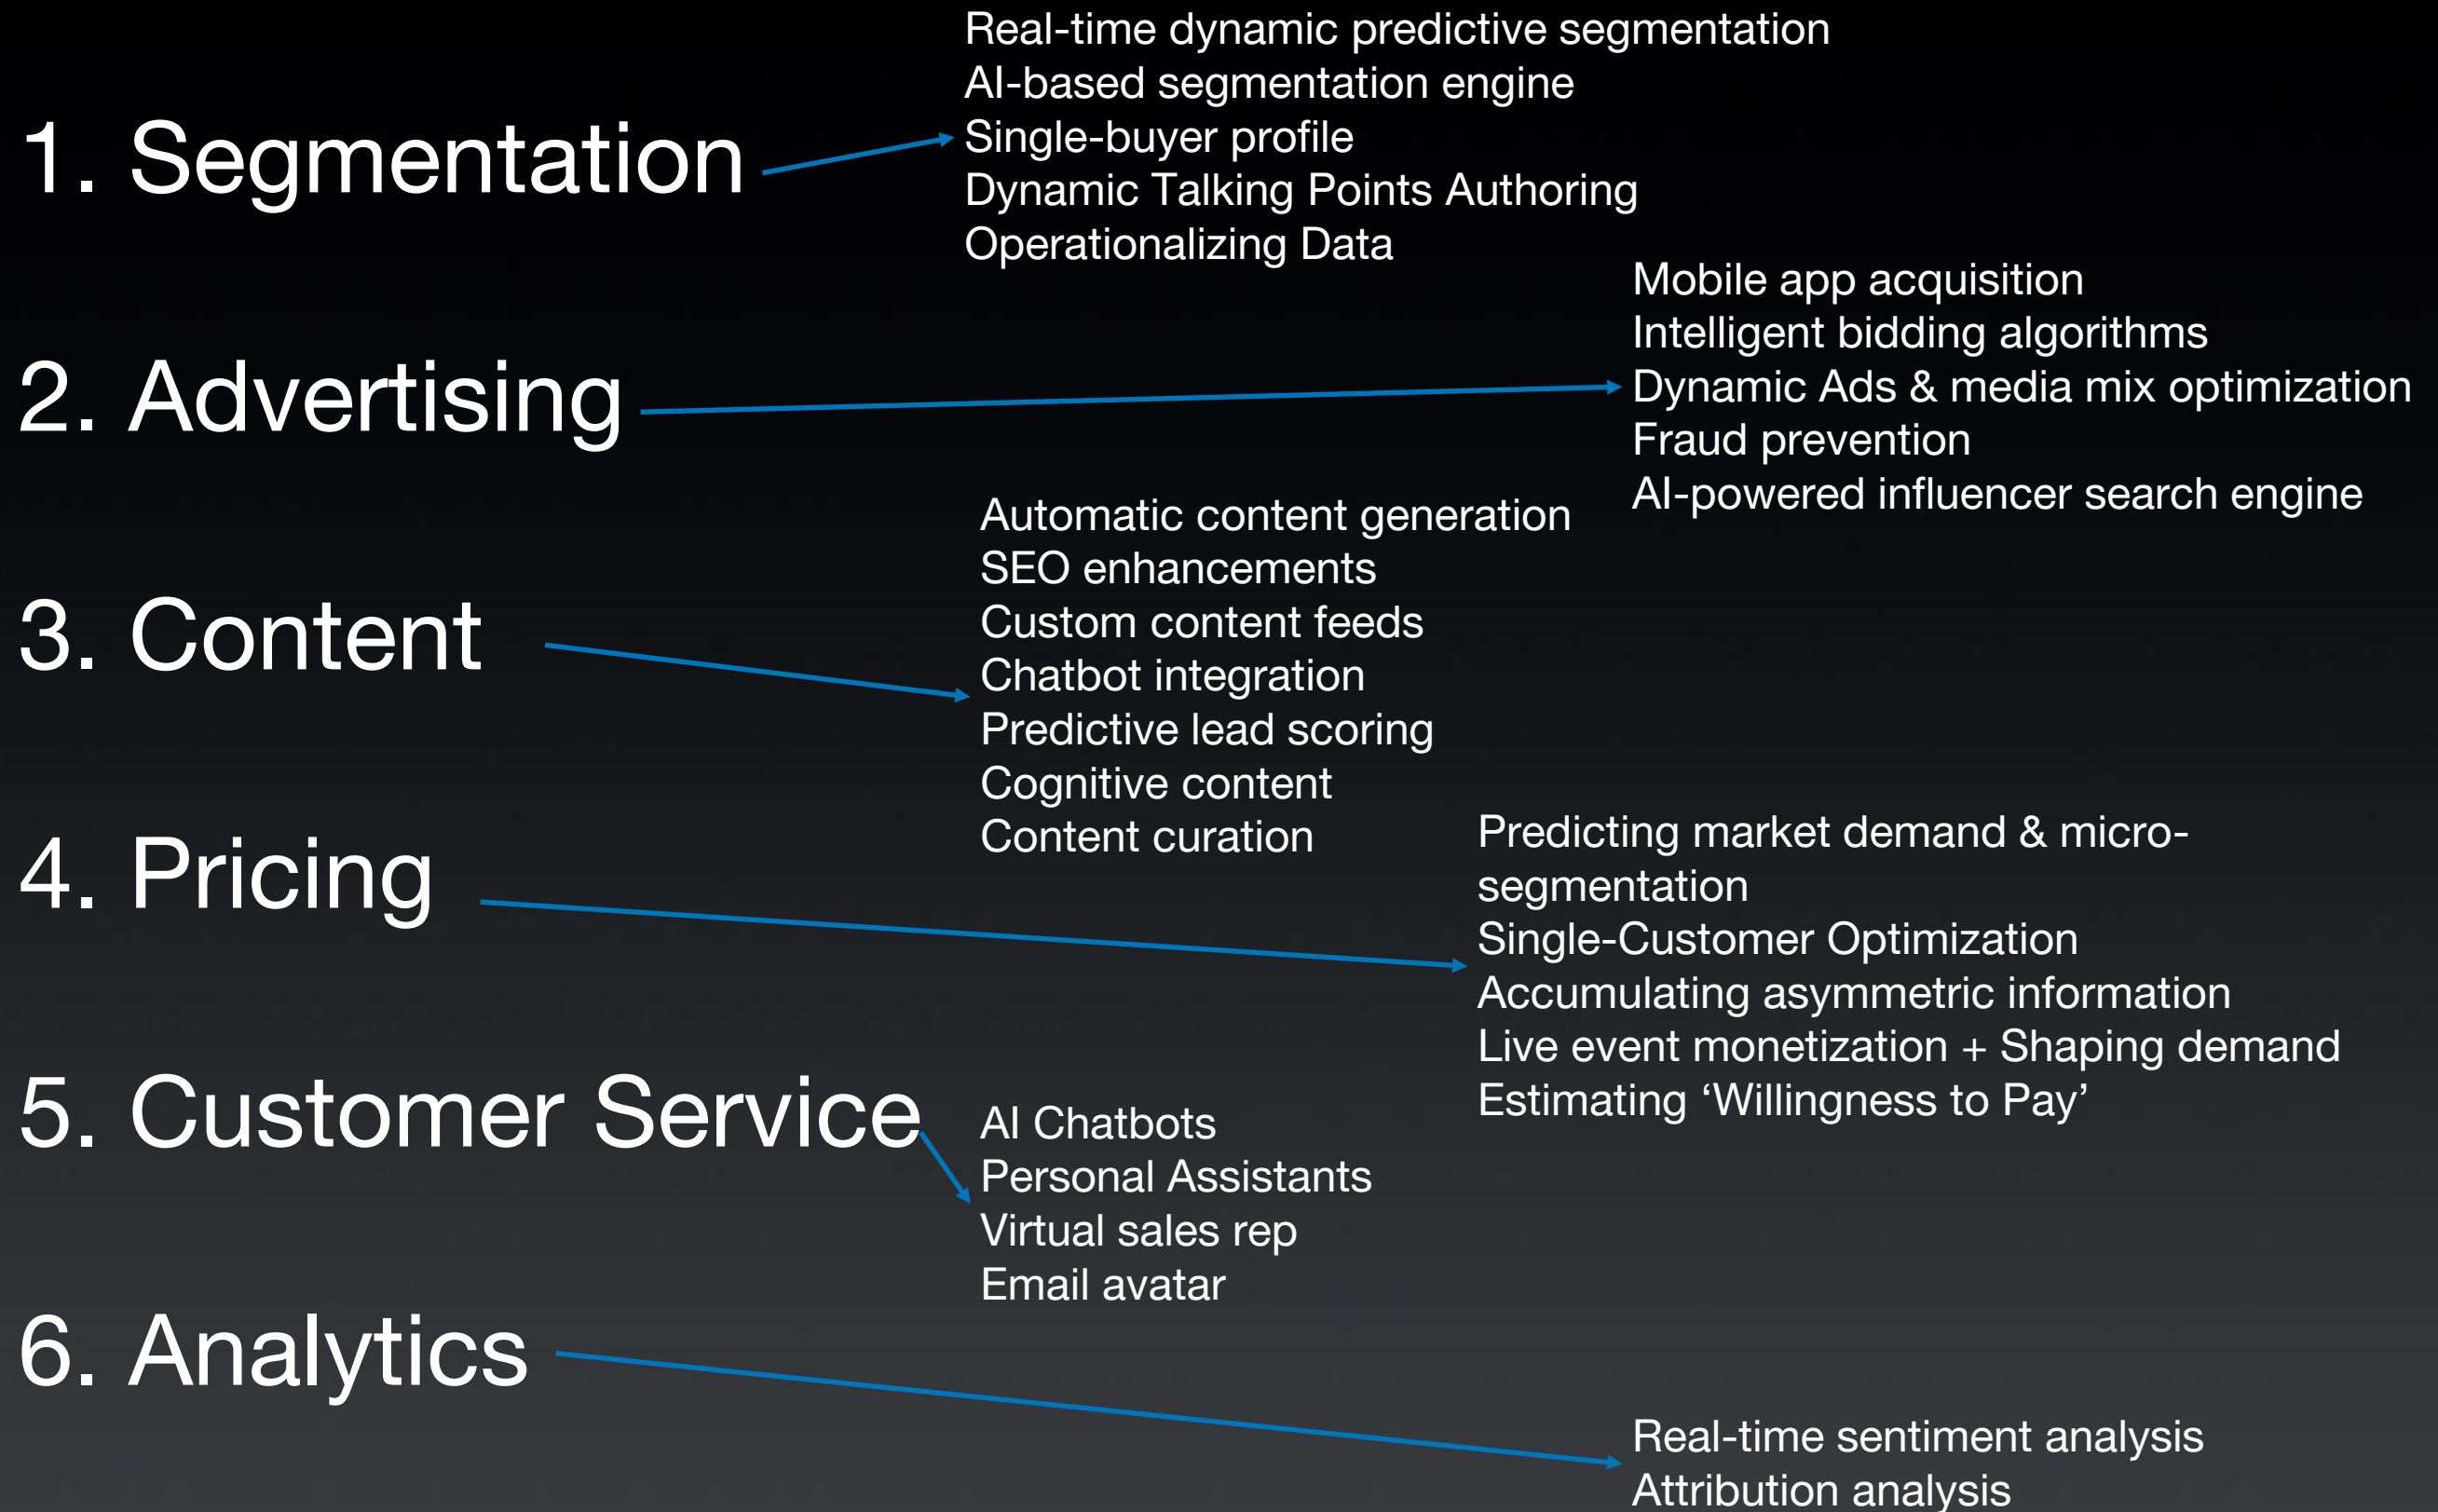 1. Segmentation
Real-time dynamic predictive segmentation
AI-based segmentation engine
Single-buyer profile
Dynamic Talking Points Authoring
Operationalizing Data
2. Advertising
Mobile app acquisition
Intelligent bidding algorithms
Dynamic Ads & media mix optimization
Fraud prevention
AI-powered influencer search engine
3. Content
Automatic content generation
SEO enhancements
Custom content feeds
Chatbot integration
Predictive lead scoring
Cognitive content
Content curation
4. Pricing
Predicting market demand & micro-
segmentation
Single-Customer Optimization
Accumulating asymmetric information
Live event monetization + Shaping demand
Estimating ‘Willingness to Pay’
5. Customer Service
AI Chatbots
Personal Assistants
Virtual sales rep
Email avatar
6. Analytics
Real-time sentiment analysis
Attribution analysis